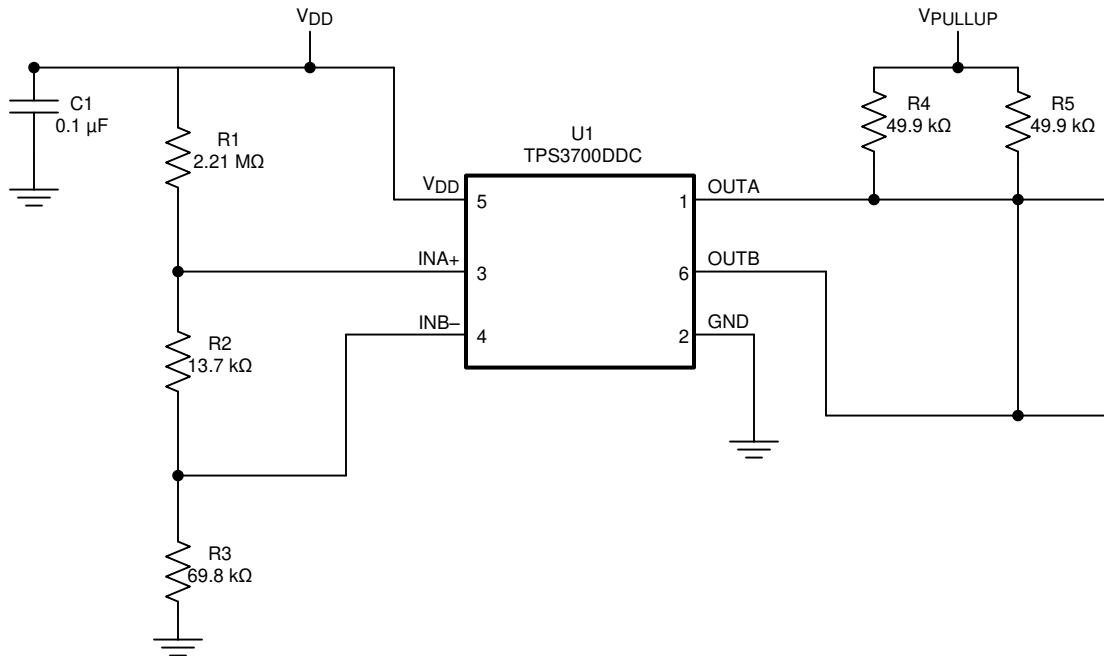 VDD
VPULLUP
C1
0.1 µF
R1
2.21 MΩ
R4
49.9 kΩ
R5
49.9 kΩ
U1
TPS3700DDC
VDD
5
1
OUTA
INA+
3
6
OUTB
INB–
4
2
GND
R2
13.7 kΩ
R3
69.8 kΩ